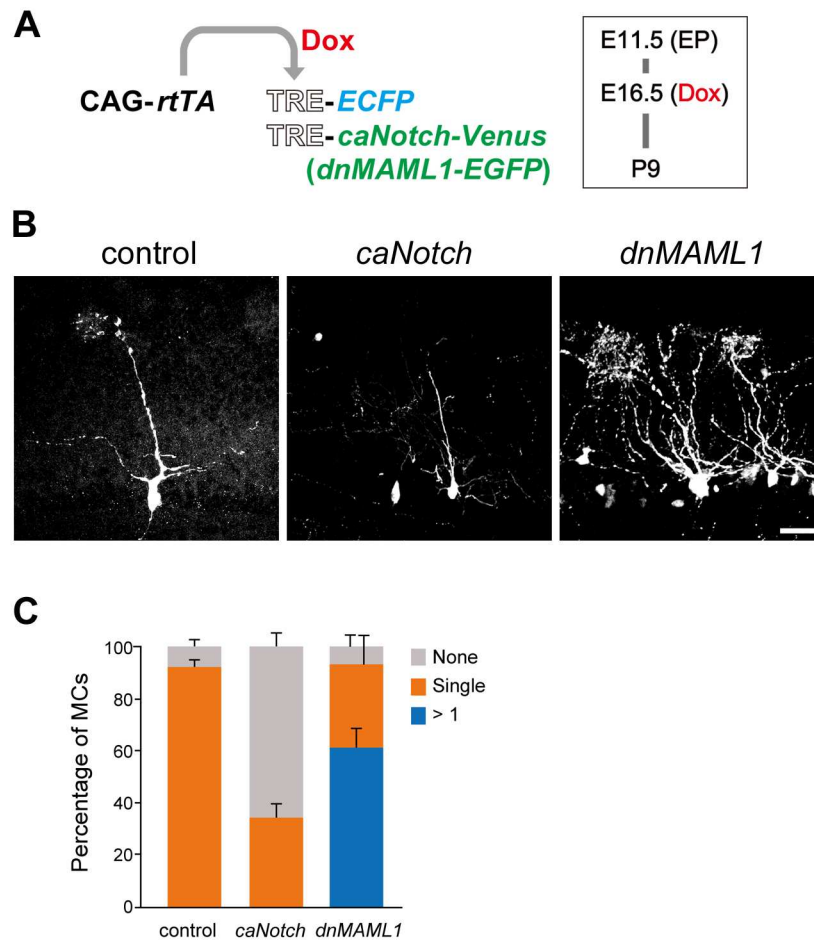 A
Dox
CAG-rtTA
TRE-ECFP
TRE-caNotch-Venus
(dnMAML1-EGFP)
E11.5 (EP)
E16.5 (Dox)
P9
B
control
caNotch
dnMAML1
C
Percentage of MCs
100
80
60
40
20
0
control
caNotch
dnMAML1
None
Single
> 1